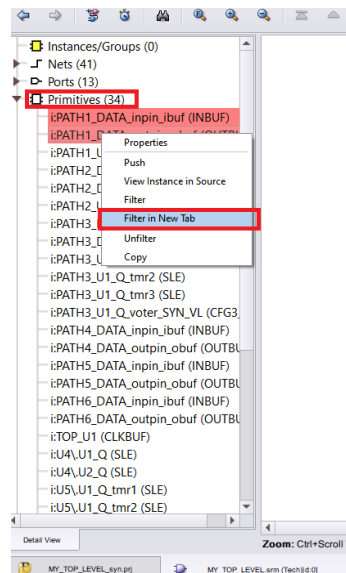 Instances/Groups (0)
Nets (41)
Ports (13)
Primitives (34)
i:PATH1_DATA_inpin_ibuf (INBUF)
i:PATH1_
i:PATH1_U
i:PATH2_D
i:PATH2_D
i:PATH2_U
i:PATH3_
i:PATH3_D
i:PATH3_U
Properties
Push
View Instance in Source
Filter
Filter in New Tab
Unfilter
Copy
i:PATH3_U1_Q_tmr2 (SLE)
i:PATH3_U1_Q_tmr3 (SLE)
i:PATH3_U1_Q_voter_SYN_VL (CFG3_
i:PATH4_DATA_inpin_ibuf (INBUF)
i:PATH4_DATA_outpin_obuf (OUTBU
i:PATH5_DATA_inpin_ibuf (INBUF)
i:PATH5_DATA_outpin_obuf (OUTBU
i:PATH6_DATA_inpin_ibuf (INBUF)
i:PATH6_DATA_outpin_obuf (OUTBU
i:TOP_U1 (CLKBUF)
i:U4\.U1_Q (SLE)
i:U4\.U2_Q (SLE)
i:U5\.U1_Q_tmr1 (SLE)
i:U5\.U1_Q_tmr2 (SLE)
Detail View
Zoom: Ctrl+Scroll
MY_TOP_LEVEL_syn.prj
MY_TOP_LEVEL.srm (Tech)[d:0]